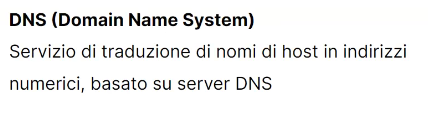 DNS (Domain Name System)
Servizio di traduzione di nomi di host in indirizzi
numerici, basato su server DNS